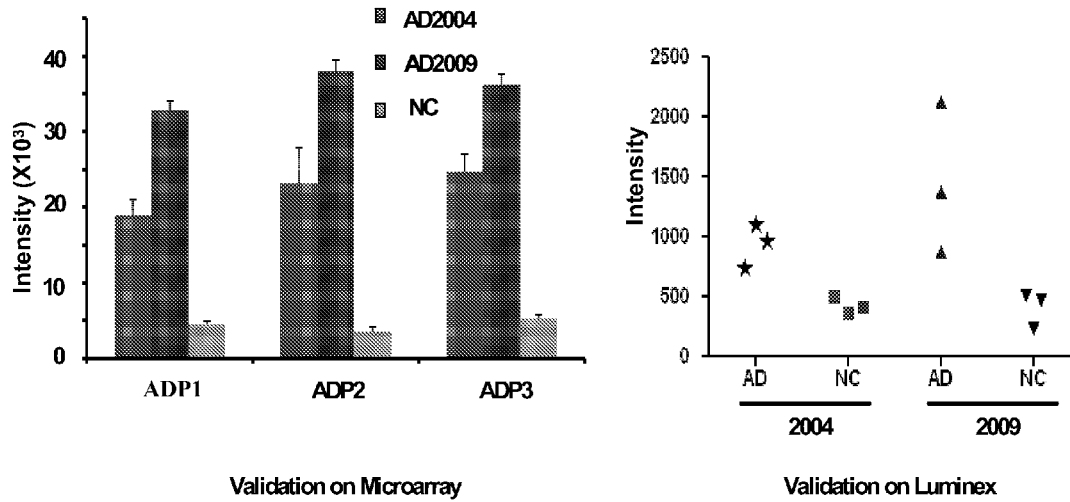 AD2004
AD2009
NC
Intensity (X10³)
40
30
20
10
0
ADP1 ADP2 ADP3
Validation on Microarray
Intensity
2500
2000
1500
1000
500
0
AD NC AD NC
2004 2009
Validation on Luminex